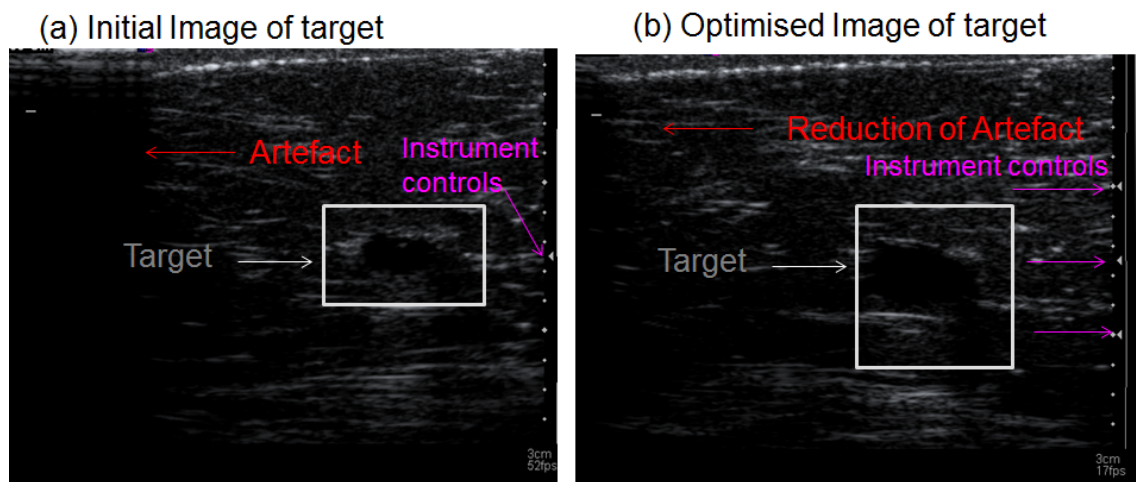 (a) Initial Image of target
(b) Optimised Image of target
Artefact
Instrument
controls
Target
3cm
52fps
Reduction of Artefact
Instrument controls
Target
3cm
17fps